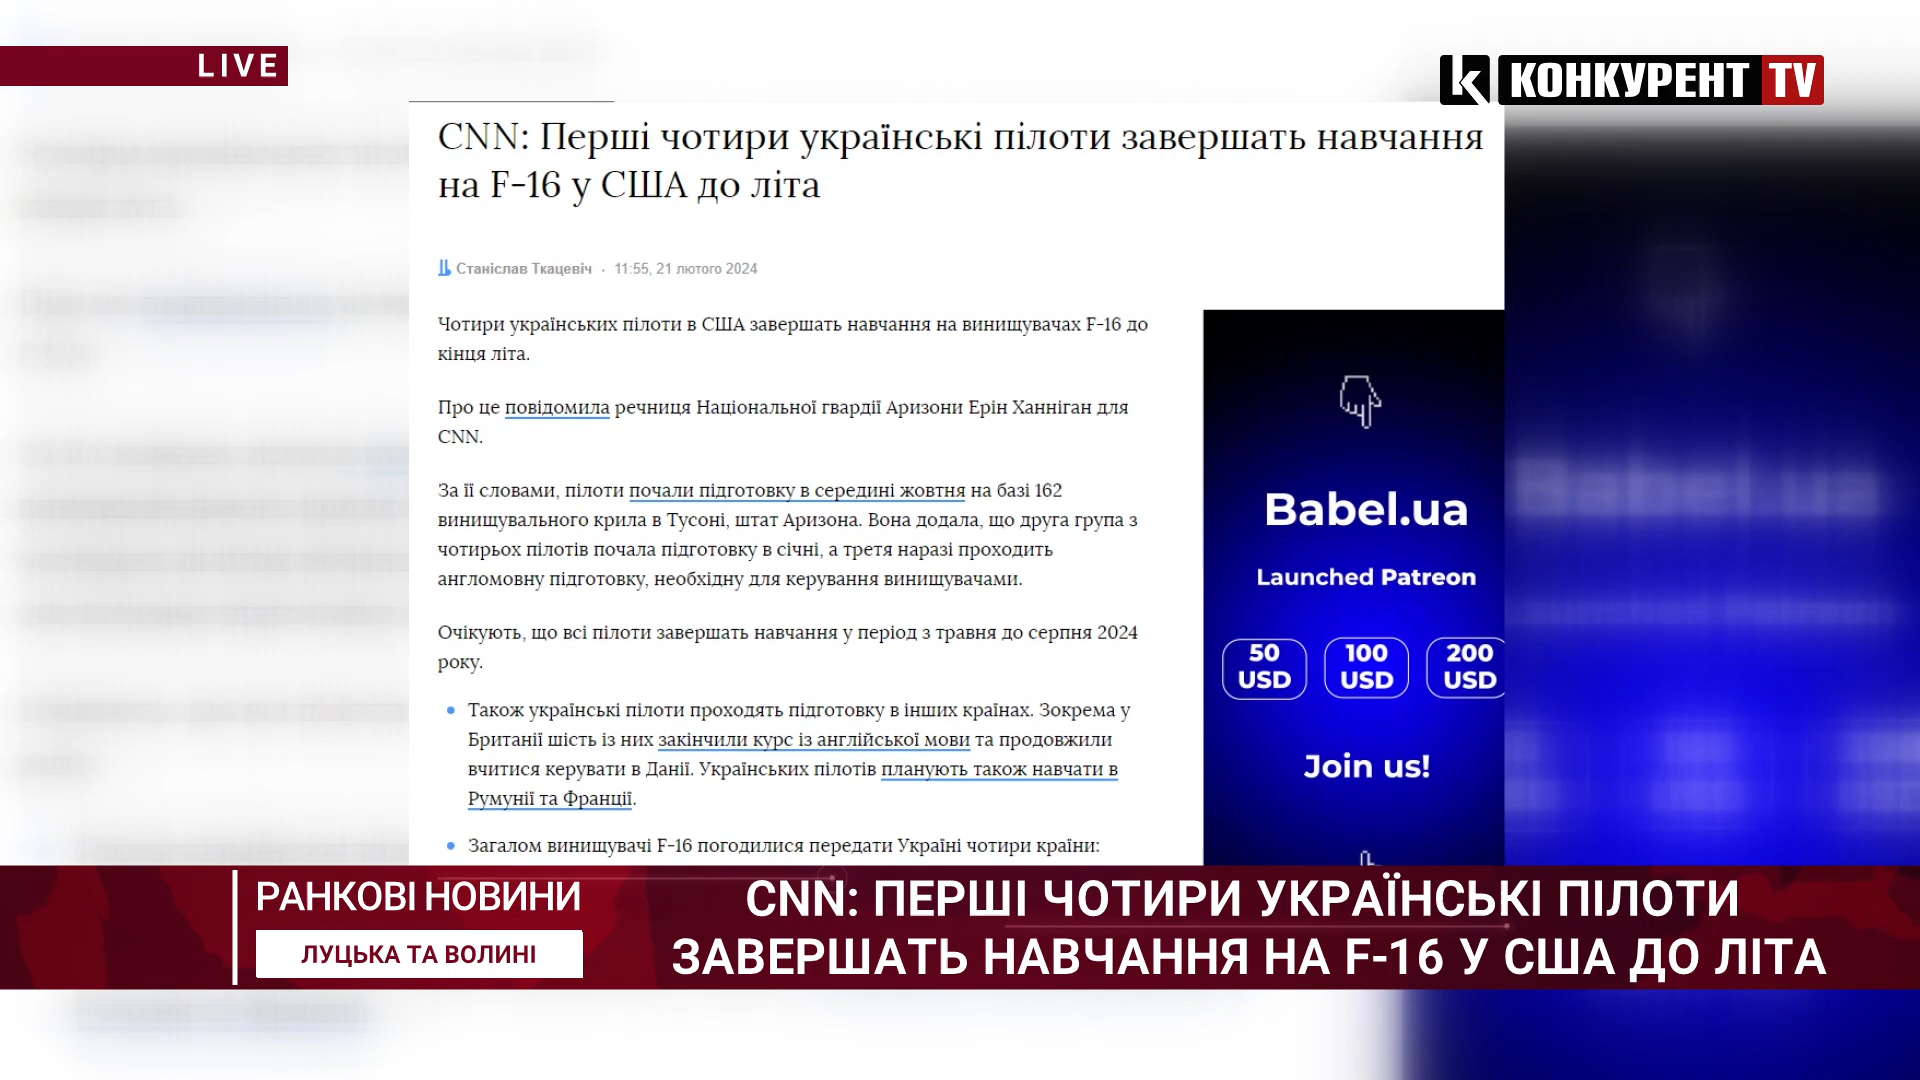 LIVE
КОНКУРЕНТ TV
CNN: Перші чотири українські пілоти завершать навчання
на F-16 у США до літа
Станіслав Ткацевіч · 11:55, 21 лютого 2024
Чотири українських пілоти в США завершать навчання на винищувачах F-16 до
кінця літа.
Про це повідомила речниця Національної гвардії Аризони Ерін Ханніган для
CNN.
За її словами, пілоти почали підготовку в середині жовтня на базі 162
винищувального крила в Тусоні, штат Аризона. Вона додала, що друга група з
чотирьох пілотів почала підготовку в січні, а третя наразі проходить
англомовну підготовку, необхідну для керування винищувачами.
Очікують, що всі пілоти завершать навчання у період з травня до серпня 2024
року.
Також українські пілоти проходять підготовку в інших країнах. Зокрема у
Британії шість із них закінчили курс із англійської мови та продовжили
вчитися керувати в Данії. Українських пілотів планують також навчати в
Румунії та Франції.
Загалом винищувачі F-16 погодилися передати Україні чотири країни:
Babel.ua
Launched Patreon
50 USD
100 USD
200 USD
Join us!
РАНКОВІ НОВИНИ
ЛУЦЬКА ТА ВОЛИНІ
CNN: ПЕРШІ ЧОТИРИ УКРАЇНСЬКІ ПІЛОТИ
ЗАВЕРШАТЬ НАВЧАННЯ НА F-16 У США ДО ЛІТА